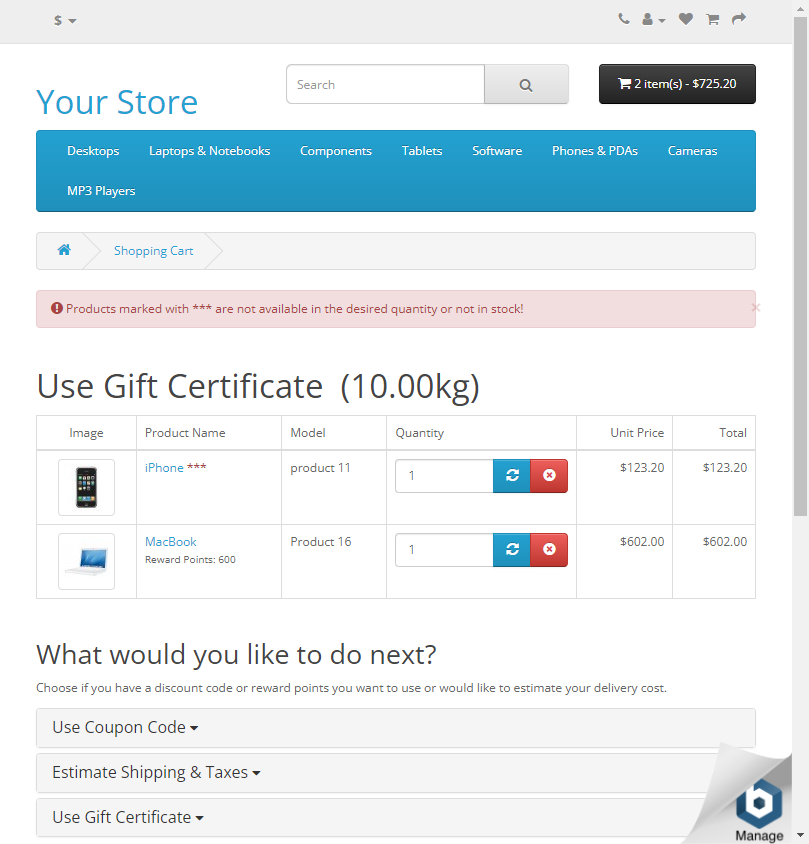 $
Search
2 item(s) - $725.20
Your Store
Desktops Laptops & Notebooks Components Tablets Software Phones & PDAs Cameras
MP3 Players
Shopping Cart
Products marked with *** are not available in the desired quantity or not in stock!
×
Use Gift Certificate (10.00kg)
Image Product Name Model Quantity Unit Price Total
iPhone *** product 11 1 $123.20 $123.20
MacBook Product 16 1 $602.00 $602.00
Reward Points: 600
What would you like to do next?
Choose if you have a discount code or reward points you want to use or would like to estimate your delivery cost.
Use Coupon Code
Estimate Shipping & Taxes
Use Gift Certificate
b
Manage